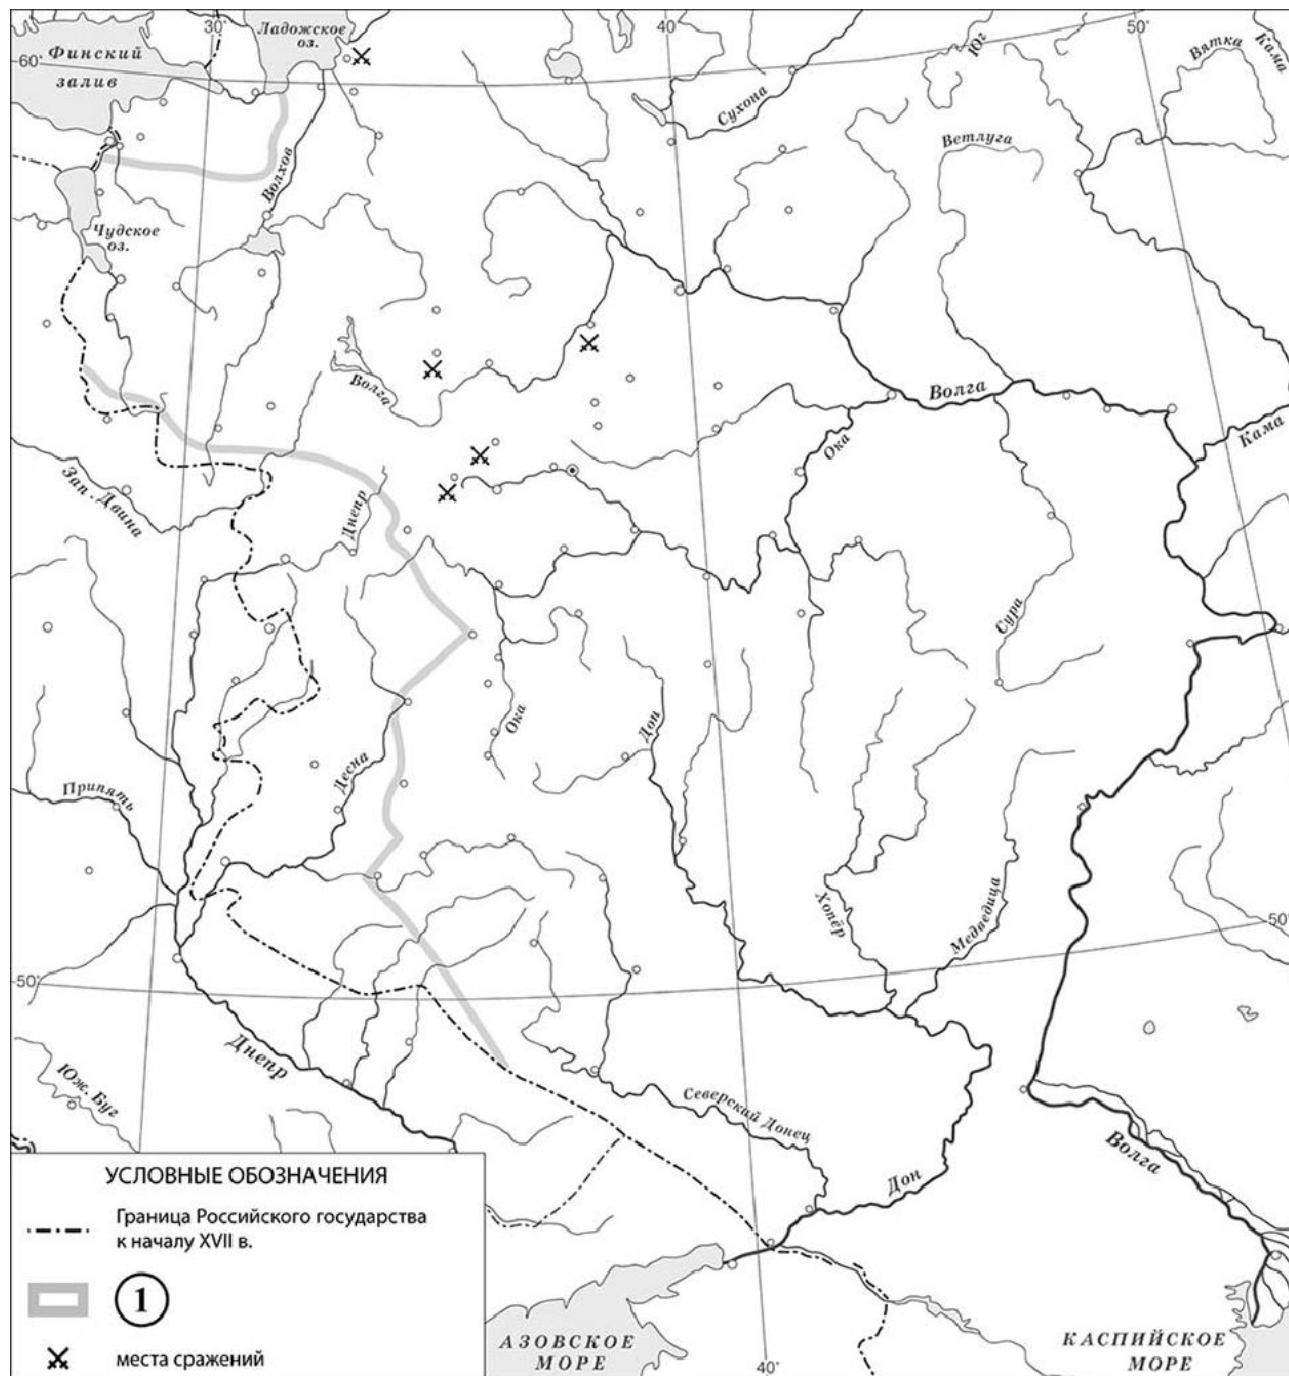 30°
40
50°
Ладожское
оз.
Финский
залив
60°
Сухона
Юг
Вятка
Кама
Ветлуга
Волхов
Чудское
оз.
Волга
Волга
Ока
Кама
Зап. Двина
Днепр
Сура
Ока
Дон
Десна
Припять
Хопёр
Медведица
50°
50°
Днепр
Юж. Буг
Северский Донец
Дон
Волга
УСЛОВНЫЕ ОБОЗНАЧЕНИЯ
Граница Российского государства
к началу XVII в.
1
места сражений
АЗОВСКОЕ
МОРЕ
40°
КАСПИЙСКОЕ
МОРЕ